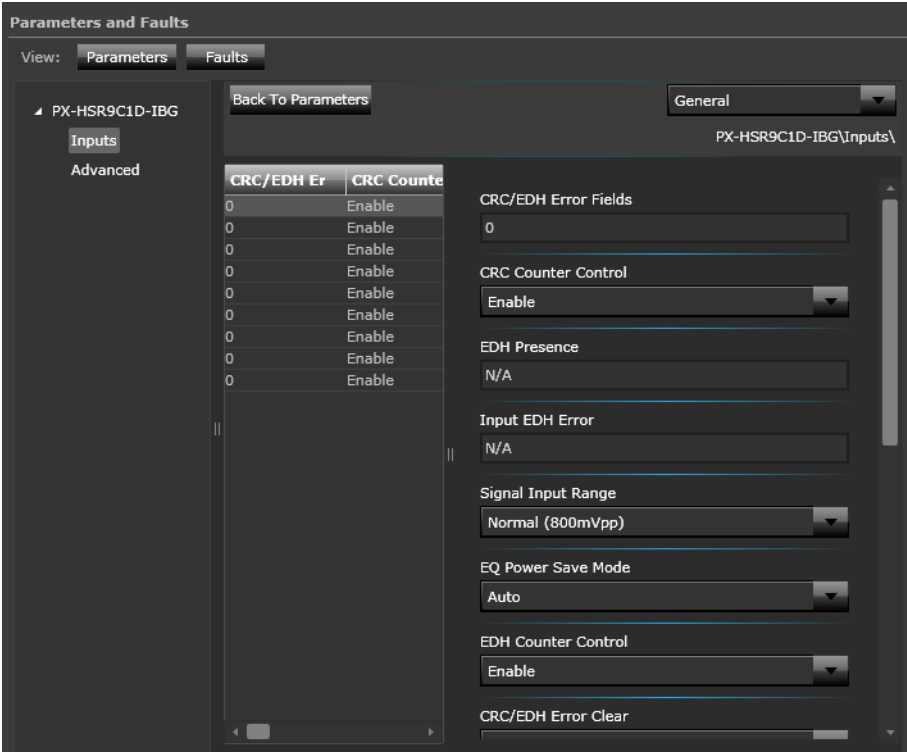 Parameters and Faults
View: Parameters Faults
PX-HSR9C1D-IBG
Inputs
Advanced
Back To Parameters
General
PX-HSR9C1D-IBG\Inputs\
CRC/EDH Er CRC Counte
0 Enable
0 Enable
0 Enable
0 Enable
0 Enable
0 Enable
0 Enable
0 Enable
0 Enable
CRC/EDH Error Fields
0
CRC Counter Control
Enable
EDH Presence
N/A
Input EDH Error
N/A
Signal Input Range
Normal (800mVpp)
EQ Power Save Mode
Auto
EDH Counter Control
Enable
CRC/EDH Error Clear